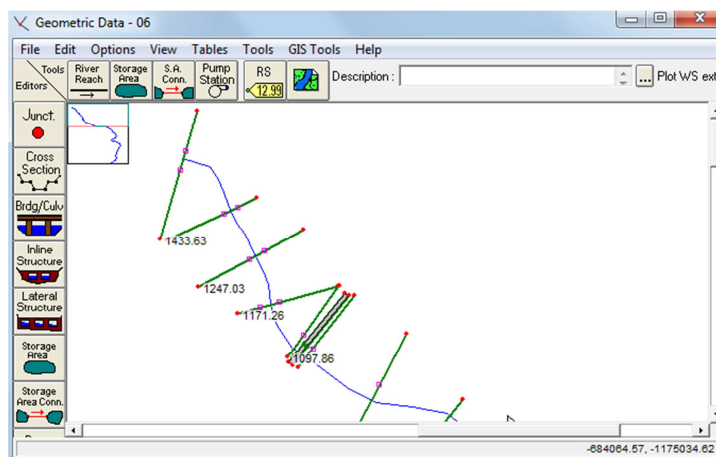 Geometric Data - 06
File Edit Options View Tables Tools GIS Tools Help
Tools
Editors
River
Reach
Storage
Area
S.A.
Conn.
Pump
Station
RS
12.99
Description :
...
Plot WS ext
Junct.
Cross
Section
Brdg/Culv
Inline
Structure
Lateral
Structure
Storage
Area
Storage
Area Conn.
1433.63
1247.03
1171.26
1097.86
-684064.57, -1175034.62